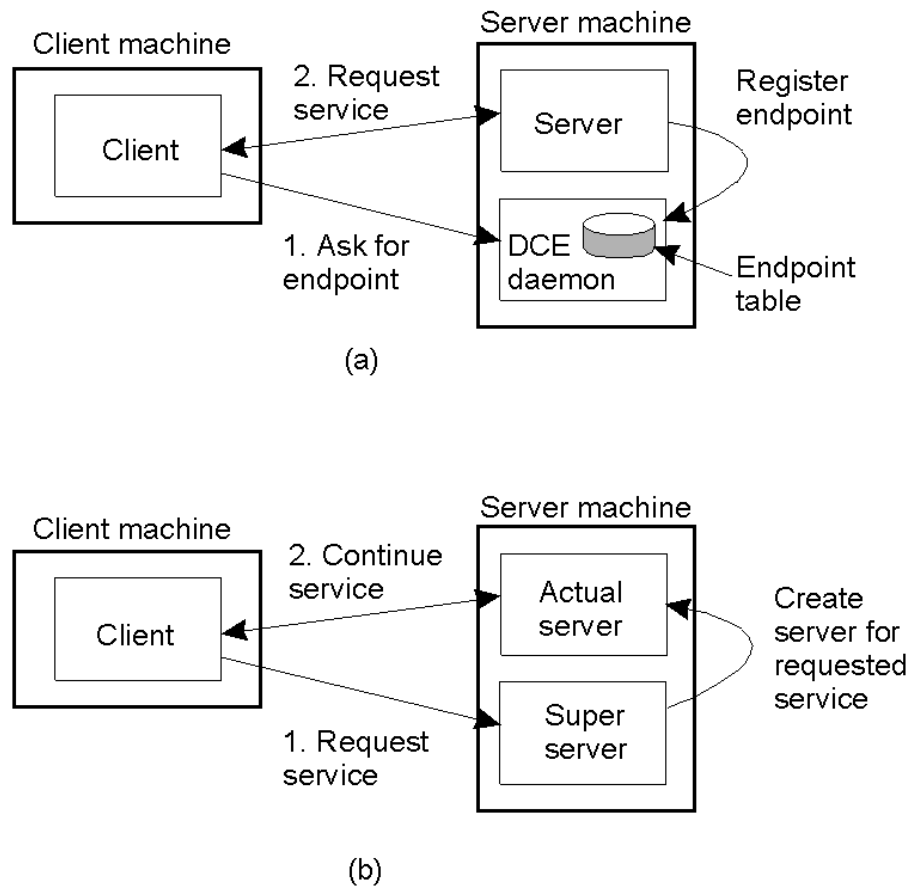 Client machine
Server machine
2. Request
service
Register
endpoint
Client
Server
1. Ask for
endpoint
DCE
daemon
Endpoint
table
(a)
Client machine
Server machine
2. Continue
service
Actual
server
Create
server for
requested
service
Client
1. Request
service
Super
server
(b)